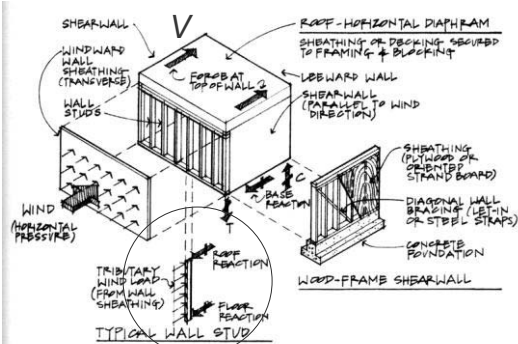 V
SHEARWALL
ROOF - HORIZONTAL DIAPHRAM
SHEATHING OR DECKING SECURED
TO FRAMING & BLOCKING
WINDWARD
WALL
SHEATHING
(TRANSVERSE)
FORCE AT
TOP OF WALL
LEEWARD WALL
SHEARWALL
(PARALLEL TO WIND
DIRECTION)
WALL
STUDS
SHEATHING
(PLYWOOD OR
ORIENTED
STRAND BOARD)
C
BASE
REACTION
T
DIAGONAL WALL
BRACING (LET-IN
OR STEEL STRAPS)
WIND
(HORIZONTAL
PRESSURE)
CONCRETE
FOUNDATION
WOOD-FRAME SHEARWALL
ROOF
REACTION
TRIBUTARY
WIND LOAD
(FROM WALL
SHEATHING)
FLOOR
REACTION
TYPICAL WALL STUD